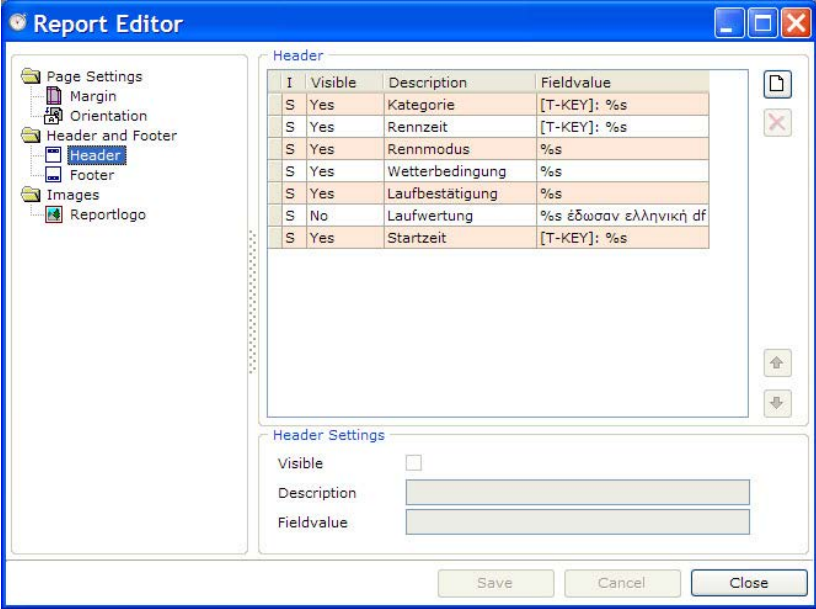 Report Editor
Page Settings
Margin
Orientation
Header and Footer
Header
Footer
Images
Reportlogo
Header
I Visible Description Fieldvalue
S Yes Kategorie [T-KEY]: %s
S Yes Rennzeit [T-KEY]: %s
S Yes Rennmodus %s
S Yes Wetterbedingung %s
S Yes Laufbestätigung %s
S No Laufwertung %s έδωσαν ελληνική df
S Yes Startzeit [T-KEY]: %s
Header Settings
Visible
Description
Fieldvalue
Save Cancel Close